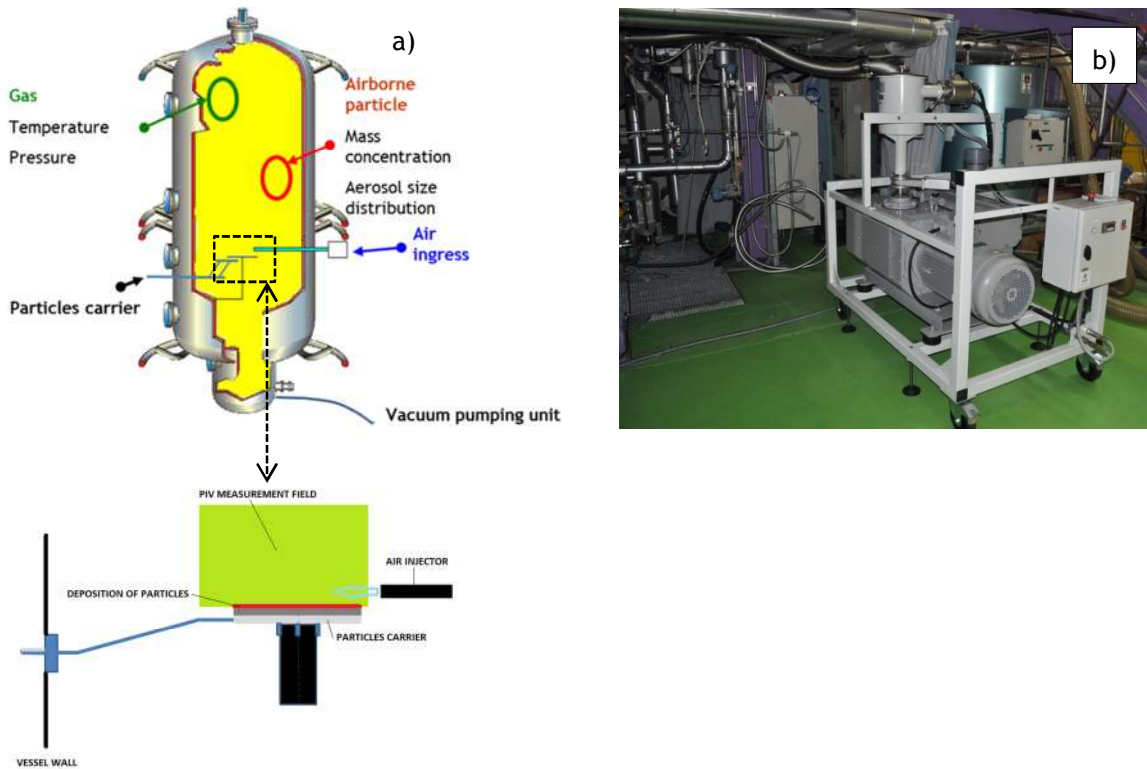 a)
Gas
Temperature
Pressure
Airborne
particle
Mass
concentration
Aerosol size
distribution
Air
ingress
Particles carrier
Vacuum pumping unit
PIV MEASUREMENT FIELD
AIR INJECTOR
DEPOSITION OF PARTICLES
PARTICLES CARRIER
VESSEL WALL
b)